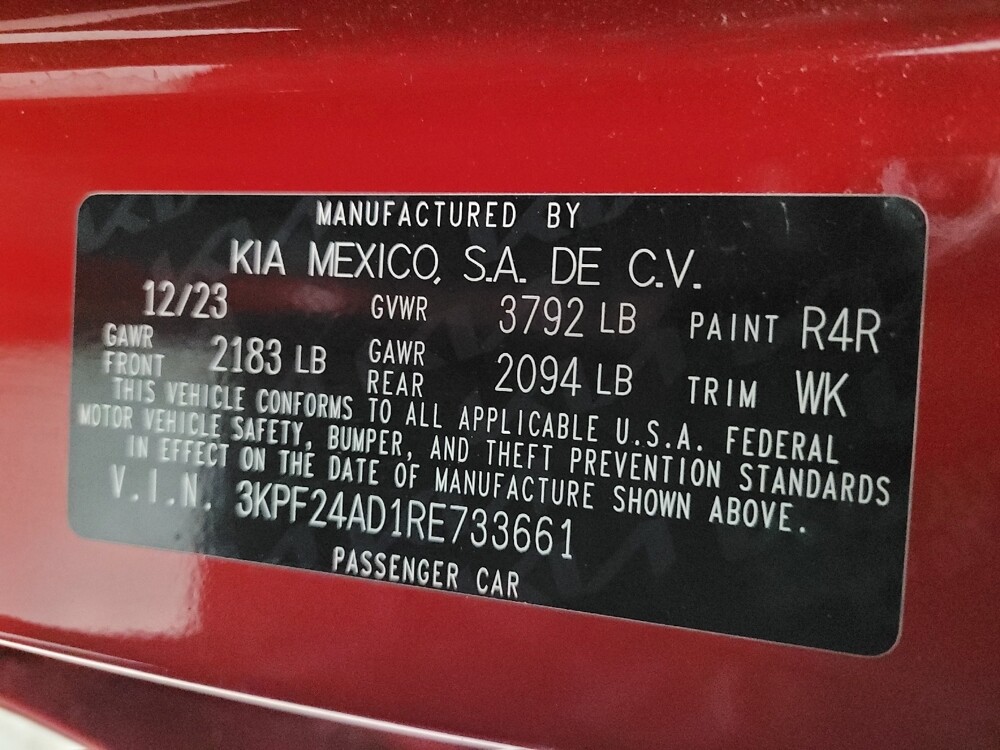 MANUFACTURED BY
KIA MEXICO, S.A. DE C.V.
12/23 GVWR 3792 LB PAINT R4R
GAWR FRONT 2183 LB GAWR REAR 2094 LB TRIM WK
THIS VEHICLE CONFORMS TO ALL APPLICABLE U.S.A. FEDERAL
MOTOR VEHICLE SAFETY, BUMPER, AND THEFT PREVENTION STANDARDS
IN EFFECT ON THE DATE OF MANUFACTURE SHOWN ABOVE.
V.I.N. 3KPF24AD1RE733661
PASSENGER CAR